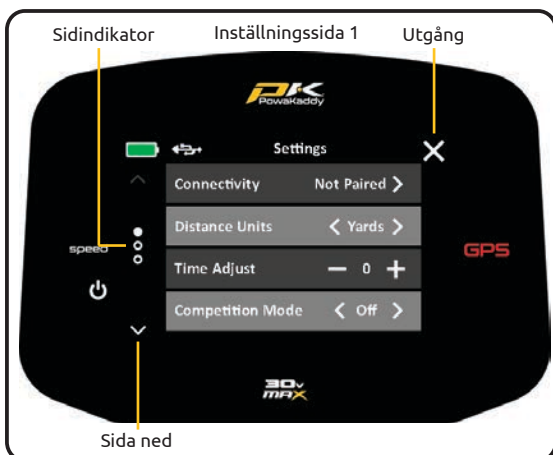 Sidindikator Inställningssida 1 Utgång
PK
PowaKaddy
Settings
Connectivity Not Paired
Distance Units Yards
speed
GPS
Time Adjust — 0 +
Competition Mode Off
30v
MAX
Sida ned